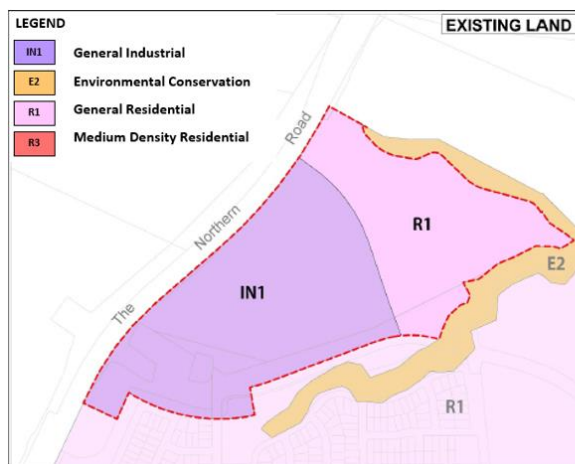 LEGEND
EXISTING LAND
IN1 General Industrial
E2 Environmental Conservation
R1 General Residential
R3 Medium Density Residential
The Northern Road
R1
E2
IN1
R1